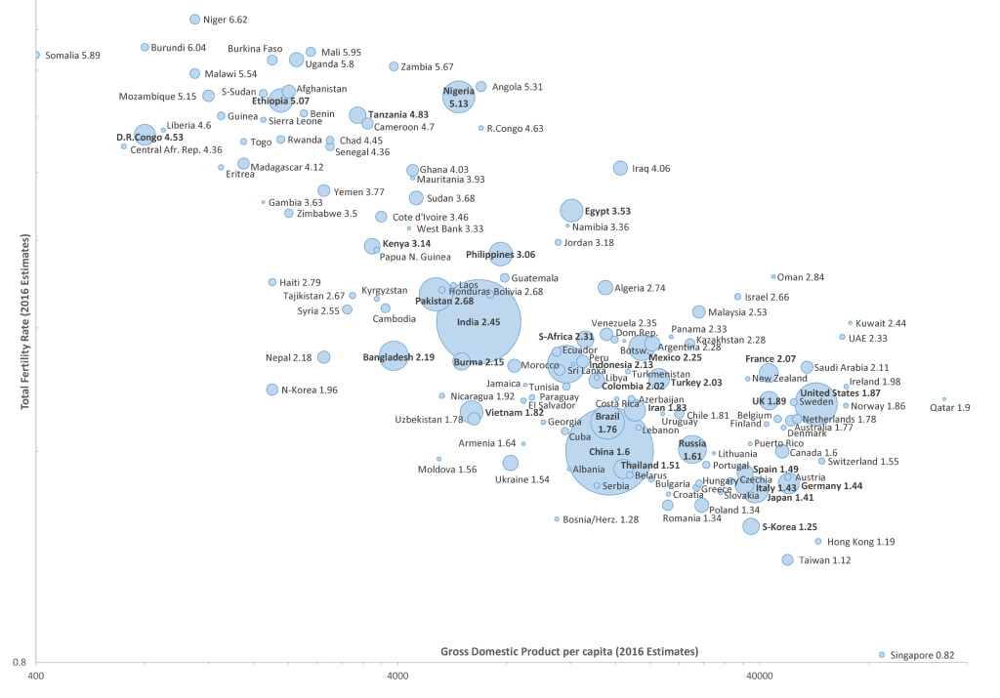 Niger 6.62
Burundi 6.04
Burkina Faso
Mali 5.95
Somalia 5.89
Uganda 5.8
Zambia 5.67
Malawi 5.54
Angola 5.31
Mozambique 5.15
S-Sudan
Afghanistan
Ethiopia 5.07
Nigeria
5.13
Guinea
Benin
Tanzania 4.83
Sierra Leone
Cameroon 4.7
Liberia 4.6
R.Congo 4.63
D.R.Congo 4.53
Togo
Rwanda
Chad 4.45
Central Afr. Rep. 4.36
Senegal 4.36
Madagascar 4.12
Eritrea
Ghana 4.03
Mauritania 3.93
Iraq 4.06
Yemen 3.77
Sudan 3.68
Gambia 3.63
Zimbabwe 3.5
Cote d'Ivoire 3.46
Egypt 3.53
West Bank 3.33
Namibia 3.36
Kenya 3.14
Jordan 3.18
Papua N. Guinea
Philippines 3.06
Haiti 2.79
Guatemala
Oman 2.84
Laos
Algeria 2.74
Tajikistan 2.67
Kyrgyzstan
Honduras
Bolivia 2.68
Israel 2.66
Pakistan 2.68
Syria 2.55
Cambodia
India 2.45
Malaysia 2.53
Venezuela 2.35
Kuwait 2.44
S-Africa 2.31
Dom.Rep.
Panama 2.33
UAE 2.33
Kazakhstan 2.28
Ecuador
Botsw.
Argentina 2.28
Nepal 2.18
Bangladesh 2.19
Burma 2.15
Morocco
Peru
Mexico 2.25
France 2.07
Indonesia 2.13
Saudi Arabia 2.11
Sri Lanka
Libya
Turkmenistan
New Zealand
Jamaica
Tunisia
Colombia 2.02
Turkey 2.03
Ireland 1.98
N-Korea 1.96
Nicaragua 1.92
Paraguay
El Salvador
Costa Rica
Azerbaijan
United States 1.87
UK 1.89
Sweden
Norway 1.86
Qatar 1.9
Vietnam 1.82
Iran 1.83
Uzbekistan 1.78
Georgia
Brazil
1.76
Uruguay
Chile 1.81
Belgium
Netherlands 1.78
Finland
Australia 1.77
Denmark
Cuba
Lebanon
Armenia 1.64
Russia
1.61
Puerto Rico
China 1.6
Lithuania
Canada 1.6
Moldova 1.56
Ukraine 1.54
Albania
Thailand 1.51
Portugal
Switzerland 1.55
Spain 1.49
Belarus
Serbia
Bulgaria
Hungary
Czechia
Austria
Greece
Italy 1.43
Germany 1.44
Croatia
Slovakia
Japan 1.41
Romania 1.34
Poland 1.34
Bosnia/Herz. 1.28
S-Korea 1.25
Hong Kong 1.19
Taiwan 1.12
Singapore 0.82
Total Fertility Rate (2016 Estimates)
Gross Domestic Product per capita (2016 Estimates)
0.8
400
4000
40000